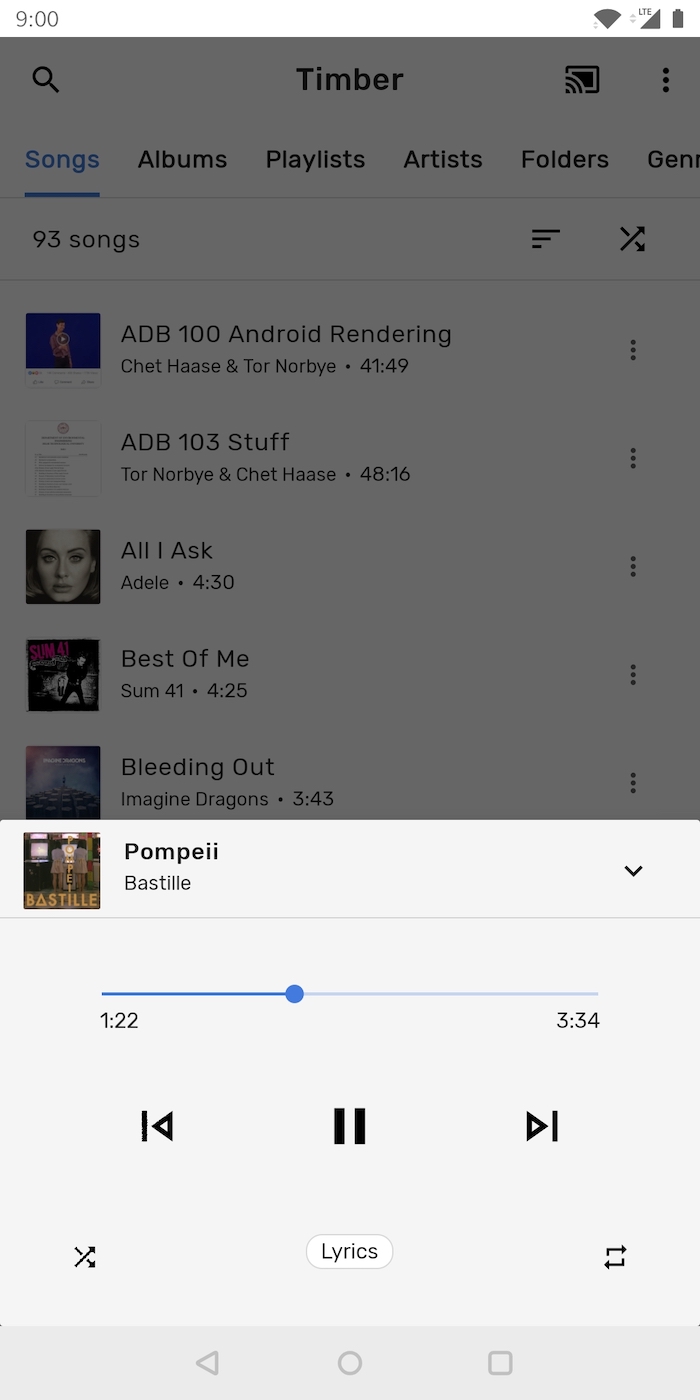 9:00
LTE
Timber
Songs Albums Playlists Artists Folders Genr
93 songs
ADB 100 Android Rendering
Chet Haase & Tor Norbye • 41:49
ADB 103 Stuff
Tor Norbye & Chet Haase • 48:16
All I Ask
Adele • 4:30
SUM 41
Best Of Me
Sum 41 • 4:25
IMAGINE DRAGONS
Bleeding Out
Imagine Dragons • 3:43
Pompeii
Bastille
BASTILLE
1:22 3:34
Lyrics